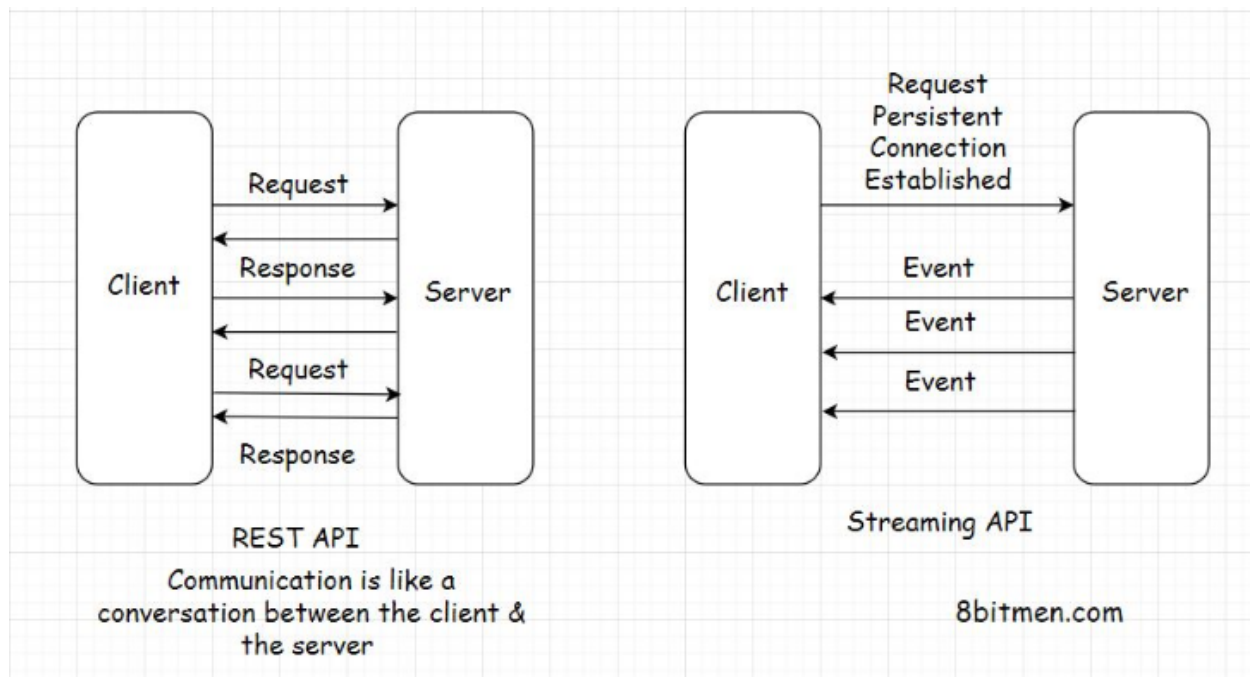 Request
Response
Request
Response
Client
Server
REST API
Communication is like a
conversation between the client &
the server
Request
Persistent
Connection
Established
Event
Event
Event
Client
Server
Streaming API
8bitmen.com